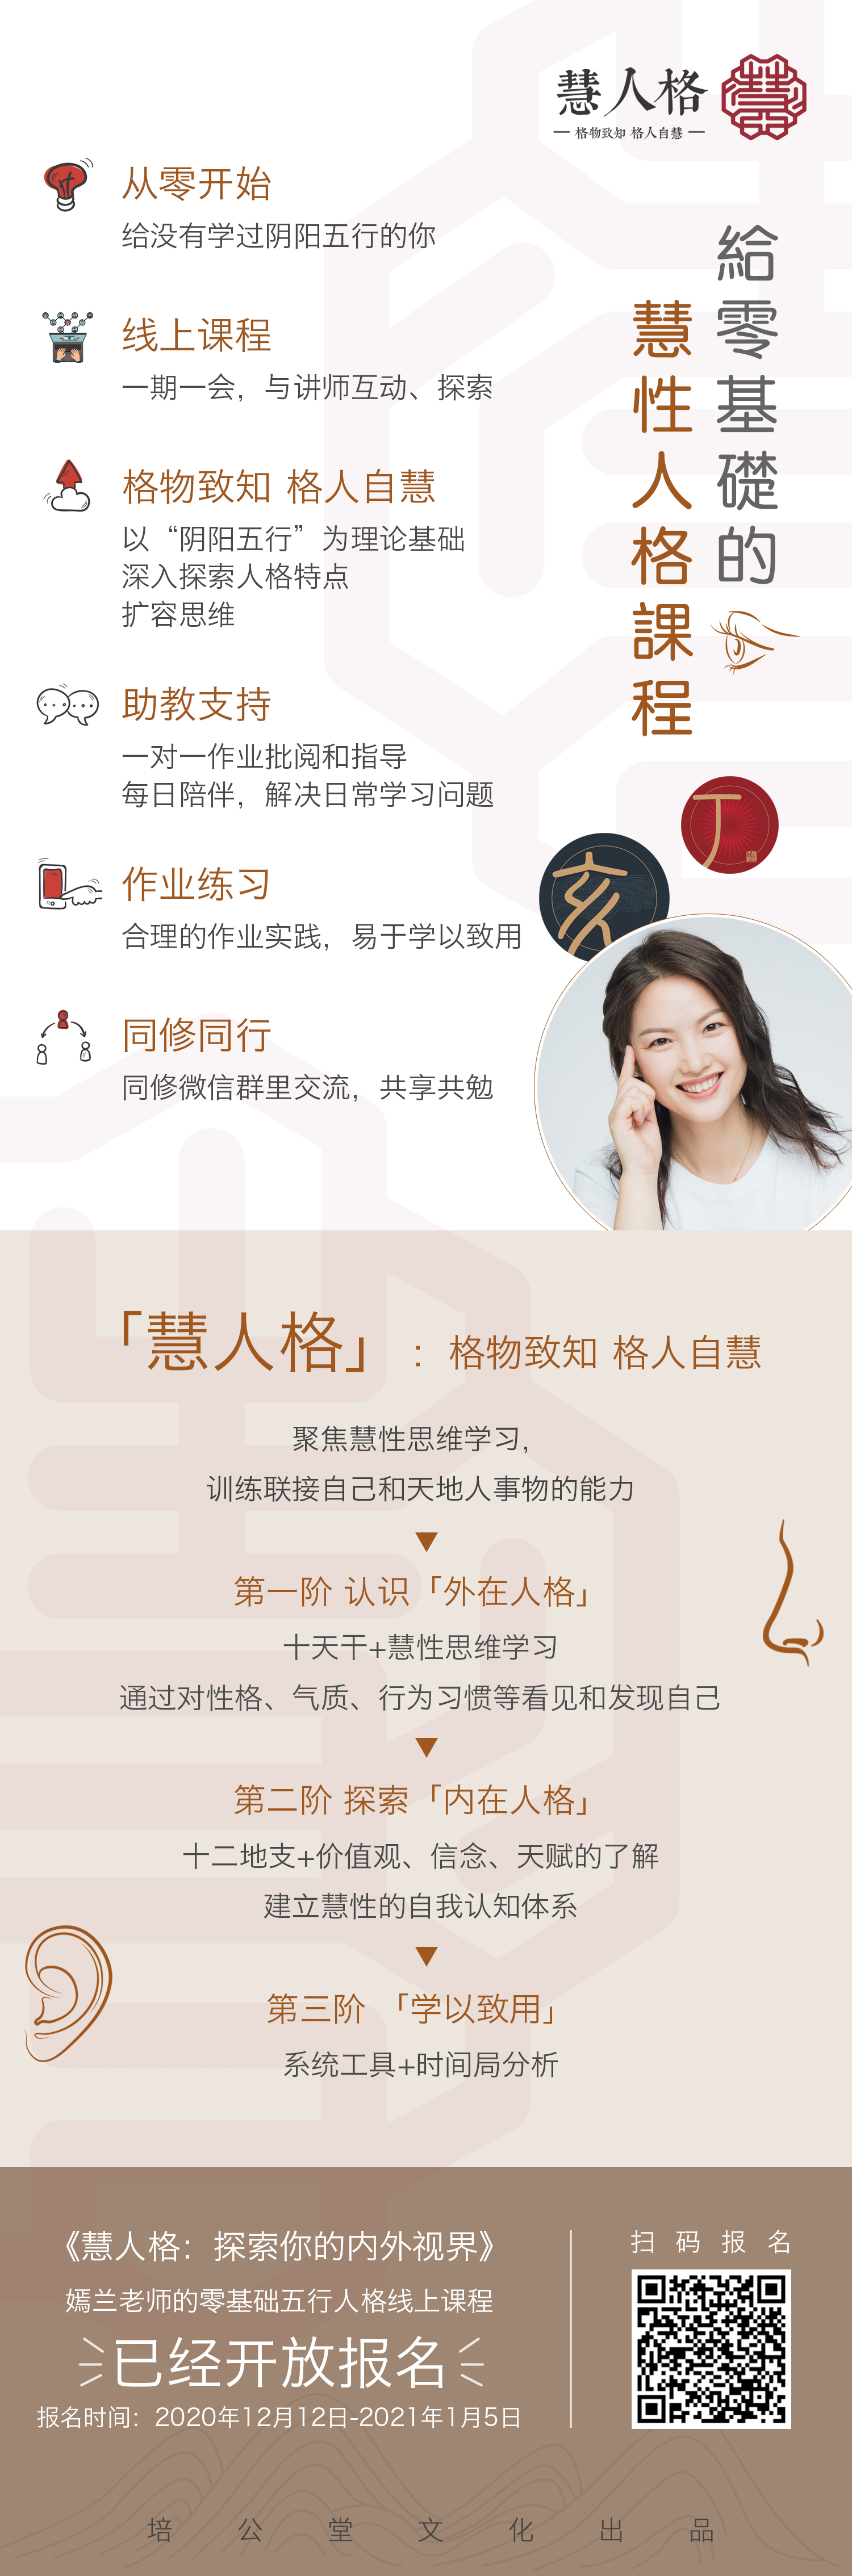 慧人格
格物致知 格人自慧
給零基礎的
慧性人格課程
从零开始
给没有学过阴阳五行的你
线上课程
一期一会，与讲师互动、探索
格物致知 格人自慧
以“阴阳五行”为理论基础
深入探索人格特点
扩容思维
助教支持
一对一作业批阅和指导
每日陪伴，解决日常学习问题
作业练习
合理的作业实践，易于学以致用
同修同行
同修微信群里交流，共享共勉
丁
亥
「慧人格」：格物致知 格人自慧
聚焦慧性思维学习，
训练联接自己和天地人事物的能力
第一阶 认识「外在人格」
十天干+慧性思维学习
通过对性格、气质、行为习惯等看见和发现自己
第二阶 探索「内在人格」
十二地支+价值观、信念、天赋的了解
建立慧性的自我认知体系
第三阶 「学以致用」
系统工具+时间局分析
《慧人格：探索你的内外视界》
嫣兰老师的零基础五行人格线上课程
已经开放报名
报名时间：2020年12月12日-2021年1月5日
扫码报名
培公堂文化出品